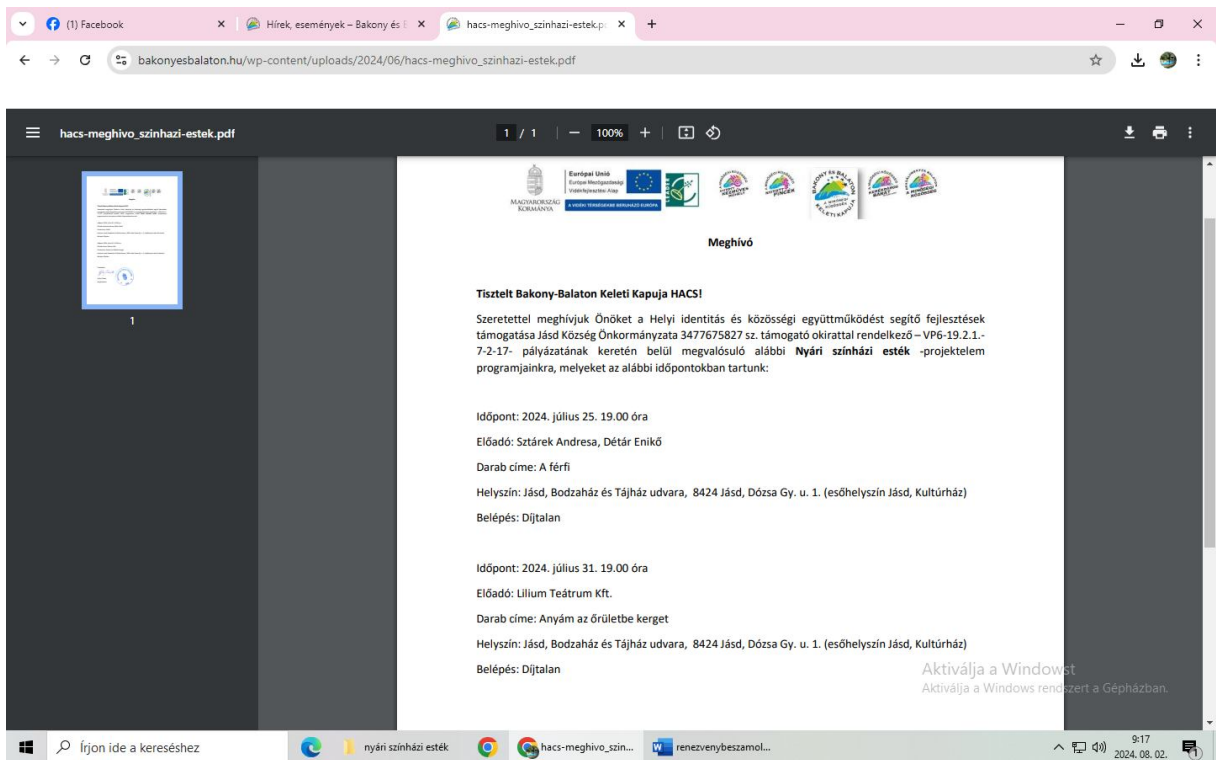 (1) Facebook
Hírek, események – Bakony és
hacs-meghivo_szinhazi-estek.p
bakonyesbalaton.hu/wp-content/uploads/2024/06/hacs-meghivo_szinhazi-estek.pdf
hacs-meghivo_szinhazi-estek.pdf
1 / 1
100%
1
MAGYARORSZÁG
KORMÁNYA
Európai Unió
Európai Mezőgazdasági
Vidékfejlesztési Alap
A VIDÉKI TÉRSÉGEKBE BERUHÁZÓ EURÓPA
BAKONY ÉS BALATON
KELETI KAPUJA
Meghívó
Tisztelt Bakony-Balaton Keleti Kapuja HACS!
Szeretettel meghívjuk Önöket a Helyi identitás és közösségi együttműködést segítő fejlesztések
támogatása Jásd Község Önkormányzata 3477675827 sz. támogató okirattal rendelkező – VP6-19.2.1.-
7-2-17- pályázatának keretén belül megvalósuló alábbi Nyári színházi esték -projektelem
programjainkra, melyeket az alábbi időpontokban tartunk:
Időpont: 2024. július 25. 19.00 óra
Előadó: Sztárek Andresa, Détár Enikő
Darab címe: A férfi
Helyszín: Jásd, Bodzaház és Tájház udvara, 8424 Jásd, Dózsa Gy. u. 1. (esőhelyszín Jásd, Kultúrház)
Belépés: Díjtalan
Időpont: 2024. július 31. 19.00 óra
Előadó: Lilium Teátrum Kft.
Darab címe: Anyám az őrületbe kerget
Helyszín: Jásd, Bodzaház és Tájház udvara, 8424 Jásd, Dózsa Gy. u. 1. (esőhelyszín Jásd, Kultúrház)
Belépés: Díjtalan
Aktiválja a Windowst
Aktiválja a Windows rendszert a Gépházban.
Írjon ide a kereséshez
nyári színházi esték
hacs-meghivo_szin...
renezvenybeszamol...
9:17
2024. 08. 02.
1